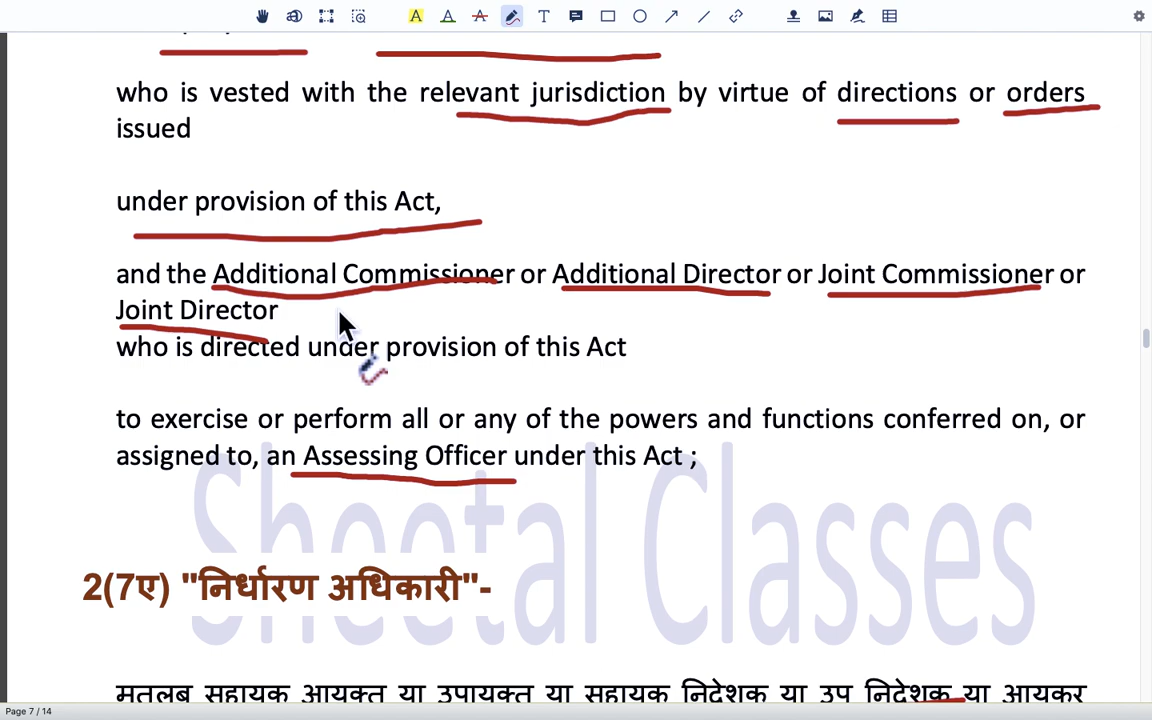 who is vested with the relevant jurisdiction by virtue of directions or orders
issued
under provision of this Act,
and the Additional Commissioner or Additional Director or Joint Commissioner or
Joint Director
who is directed under provision of this Act
to exercise or perform all or any of the powers and functions conferred on, or
assigned to, an Assessing Officer under this Act ;
Sheetal Classes
2(7ए) "निर्धारण अधिकारी"-
मतलब सहायक आयुक्त या उपायुक्त या सहायक निदेशक या उप निदेशक या आयकर
Page 7 / 14